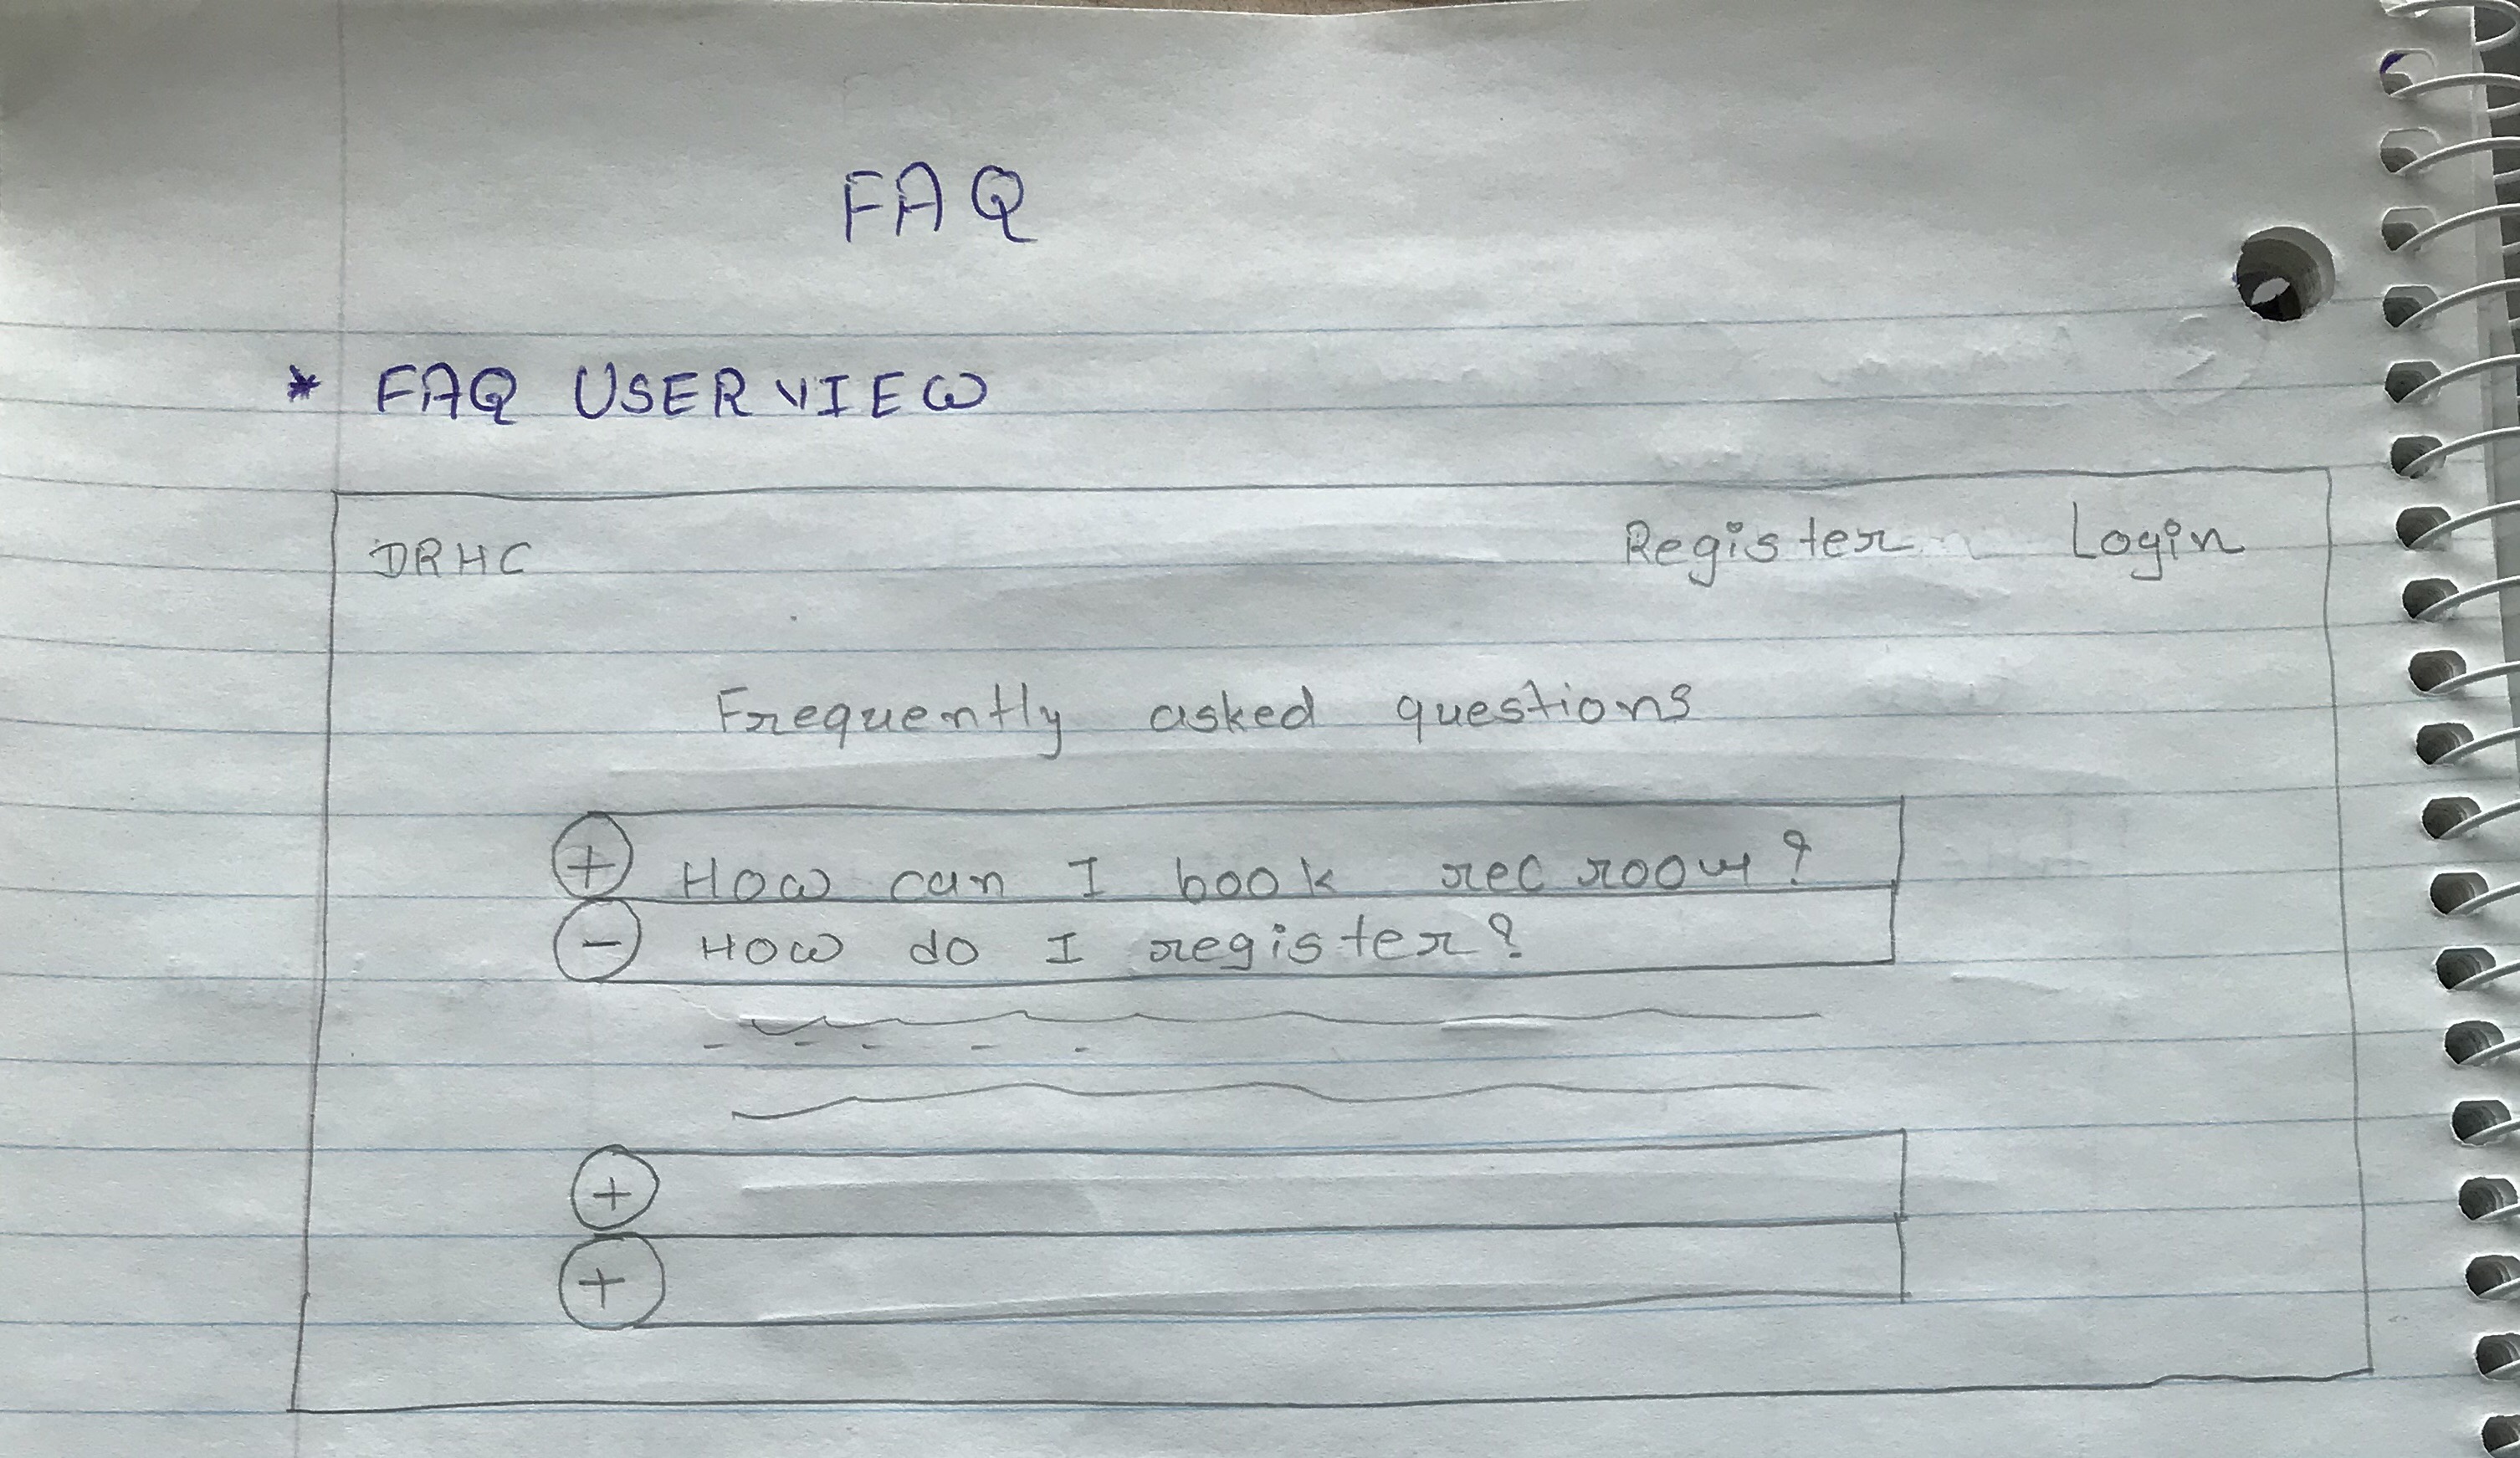 FAQ
* FAQ USER VIEW
DRHC Register Login
Frequently asked questions
+ How can I book rec room?
- How do I register?
+
+